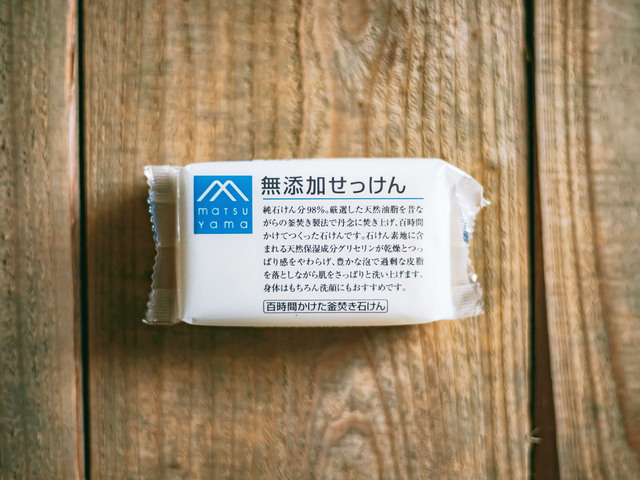 matsu
yama
無添加せっけん
純石けん分98%。厳選した天然油脂を昔な
がらの釜焚き製法で丹念に焚き上げ、百時間
かけてつくった石けんです。石けん素地に含
まれる天然保湿成分グリセリンが乾燥とつっ
ぱり感をやわらげ、豊かな泡で過剰な皮脂
を落としながら肌をさっぱりと洗い上げます。
身体はもちろん洗顔にもおすすめです。
百時間かけた釜焚き石けん